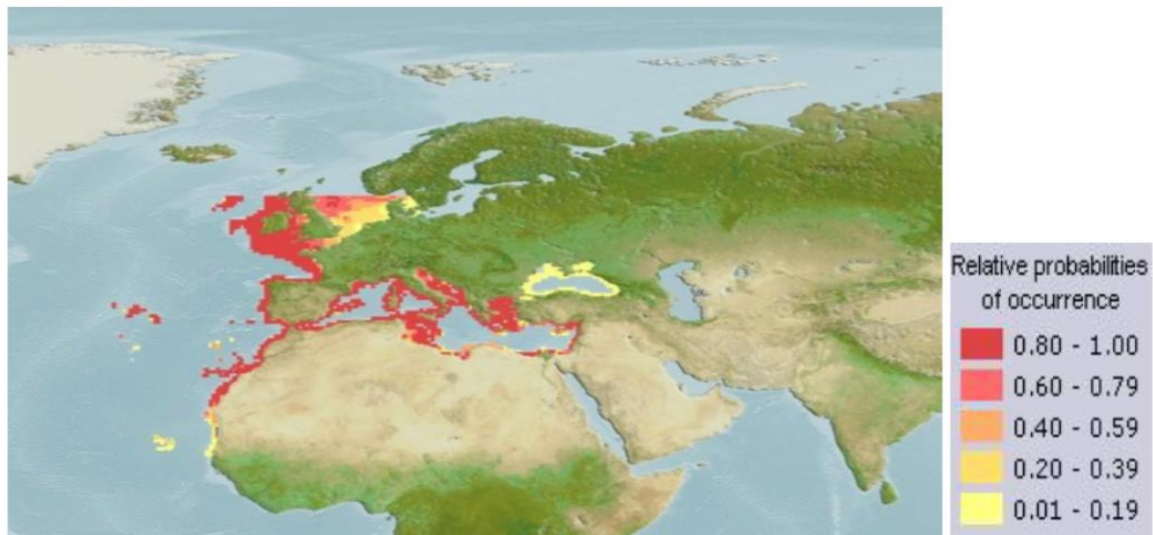 Relative probabilities
of occurrence
0.80 - 1.00
0.60 - 0.79
0.40 - 0.59
0.20 - 0.39
0.01 - 0.19